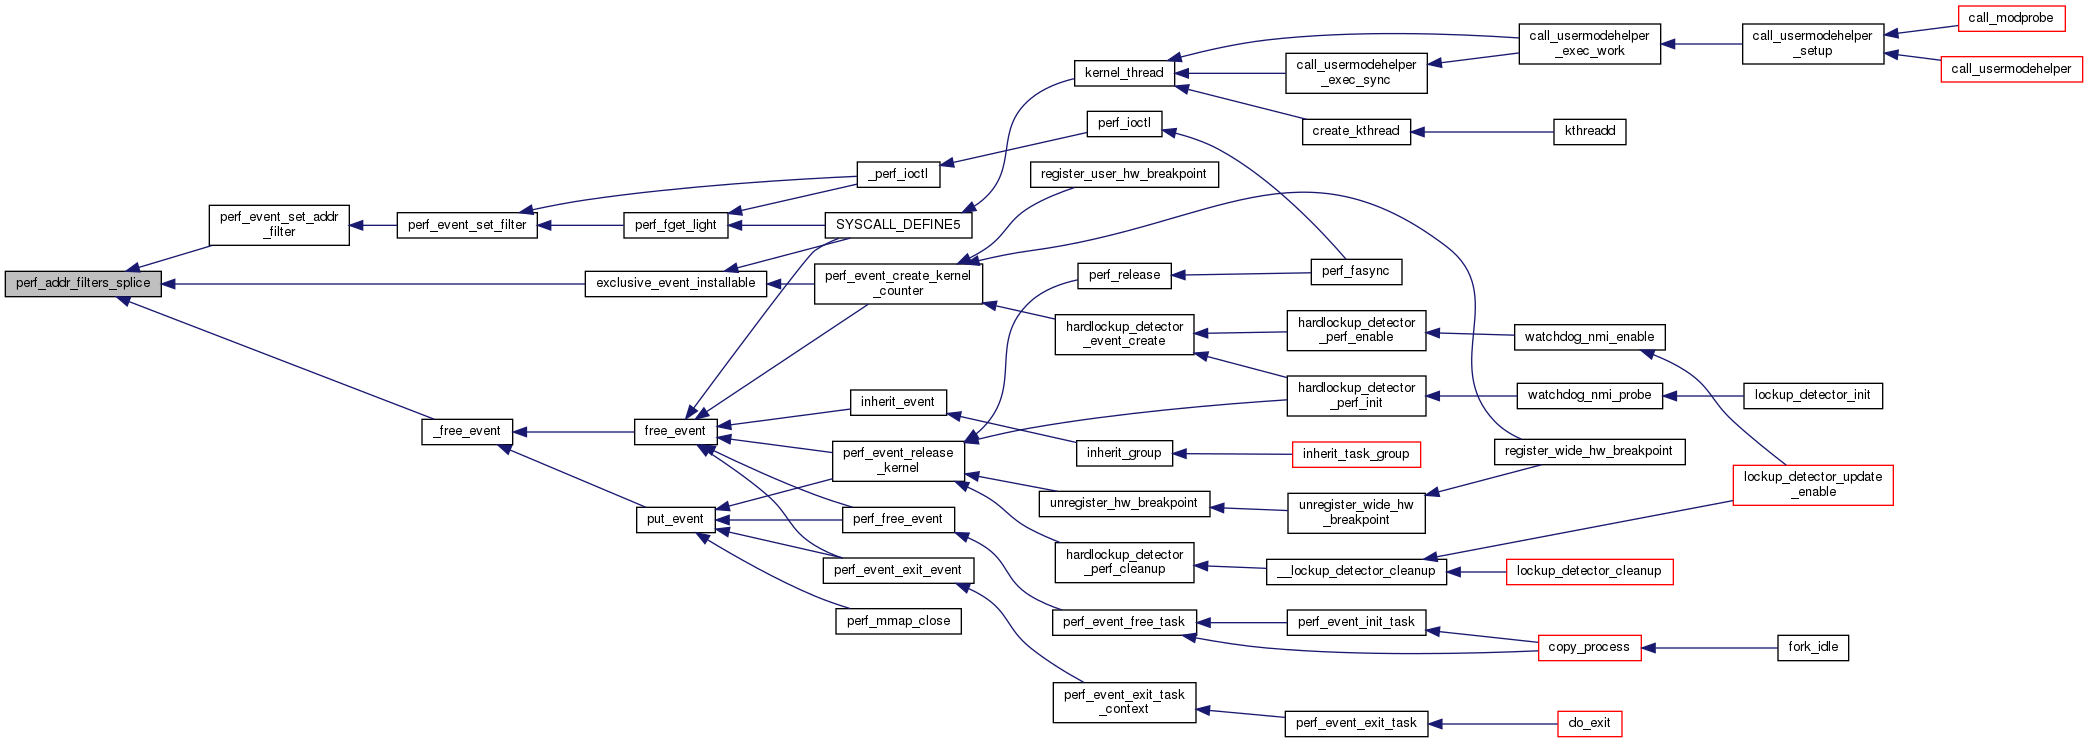 perf_addr_filters_splice
perf_event_set_addr
_filter
perf_event_set_filter
perf_fget_light
exclusive_event_installable
_free_event
free_event
put_event
_perf_ioctl
SYSCALL_DEFINE5
perf_event_create_kernel
_counter
inherit_event
perf_event_release
_kernel
perf_free_event
perf_event_exit_event
perf_mmap_close
kernel_thread
perf_ioctl
register_user_hw_breakpoint
perf_release
hardlockup_detector
_event_create
inherit_group
unregister_hw_breakpoint
hardlockup_detector
_perf_cleanup
perf_event_free_task
perf_event_exit_task
_context
call_usermodehelper
_exec_sync
create_kthread
perf_fasync
hardlockup_detector
_perf_enable
hardlockup_detector
_perf_init
inherit_task_group
unregister_wide_hw
_breakpoint
__lockup_detector_cleanup
perf_event_init_task
perf_event_exit_task
call_usermodehelper
_exec_work
kthreadd
watchdog_nmi_enable
watchdog_nmi_probe
register_wide_hw_breakpoint
lockup_detector_cleanup
copy_process
do_exit
call_usermodehelper
_setup
lockup_detector_init
lockup_detector_update
_enable
fork_idle
call_modprobe
call_usermodehelper